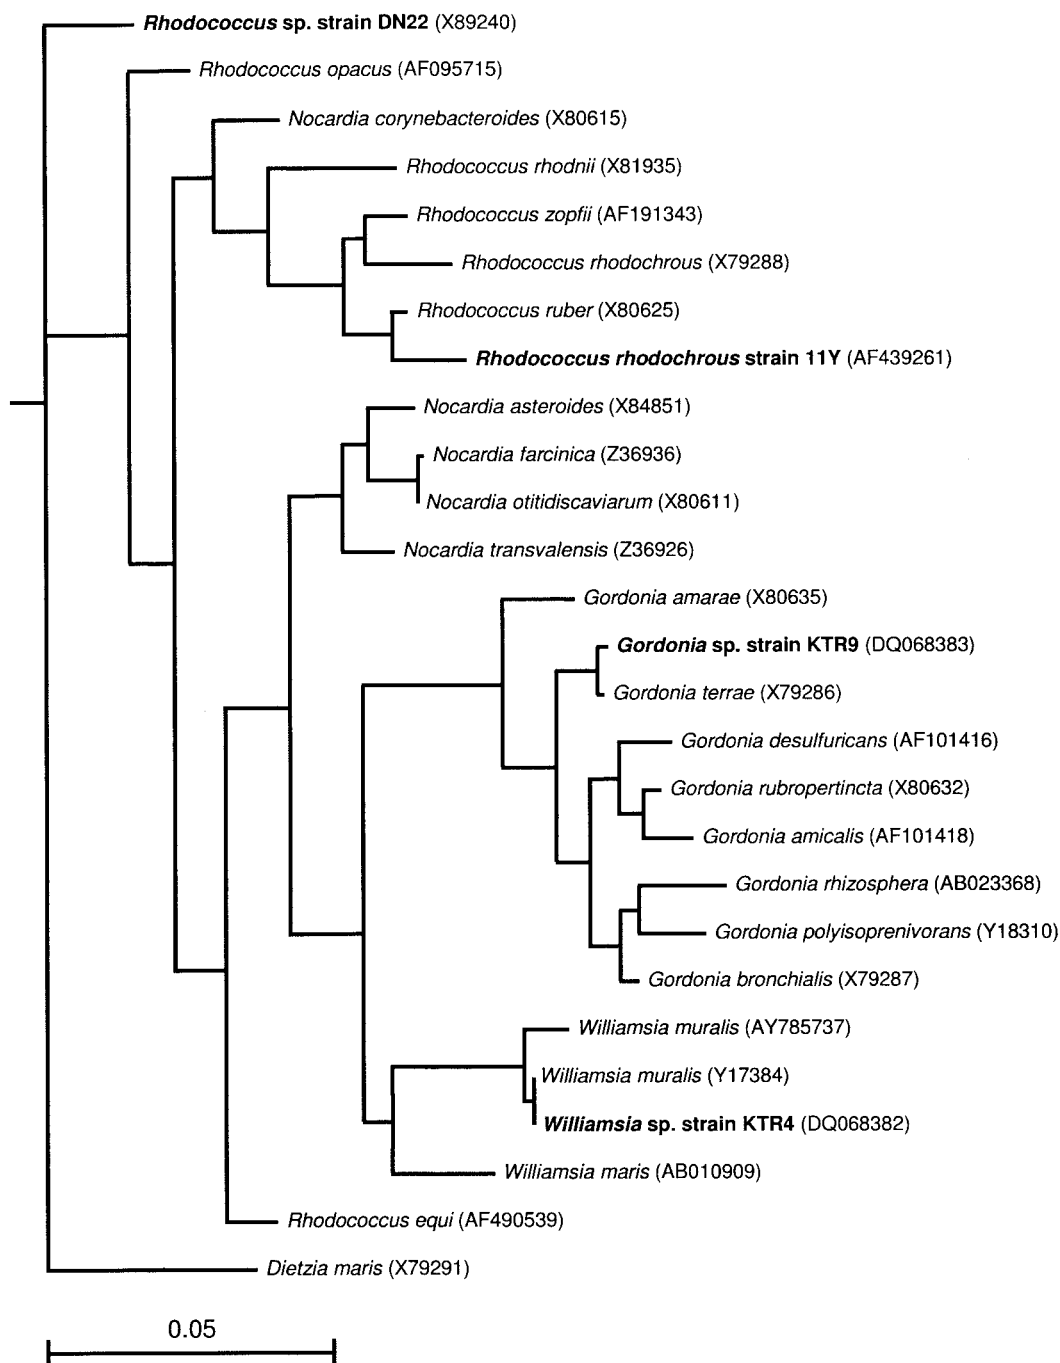 Rhodococcus sp. strain DN22 (X89240)
Rhodococcus opacus (AF095715)
Nocardia corynebacteroides (X80615)
Rhodococcus rhodnii (X81935)
Rhodococcus zopfii (AF191343)
Rhodococcus rhodochrous (X79288)
Rhodococcus ruber (X80625)
Rhodococcus rhodochrous strain 11Y (AF439261)
Nocardia asteroides (X84851)
Nocardia farcinica (Z36936)
Nocardia otitidiscaviarum (X80611)
Nocardia transvalensis (Z36926)
Gordonia amarae (X80635)
Gordonia sp. strain KTR9 (DQ068383)
Gordonia terrae (X79286)
Gordonia desulfuricans (AF101416)
Gordonia rubropertincta (X80632)
Gordonia amicalis (AF101418)
Gordonia rhizosphera (AB023368)
Gordonia polyisoprenivorans (Y18310)
Gordonia bronchialis (X79287)
Williamsia muralis (AY785737)
Williamsia muralis (Y17384)
Williamsia sp. strain KTR4 (DQ068382)
Williamsia maris (AB010909)
Rhodococcus equi (AF490539)
Dietzia maris (X79291)
0.05